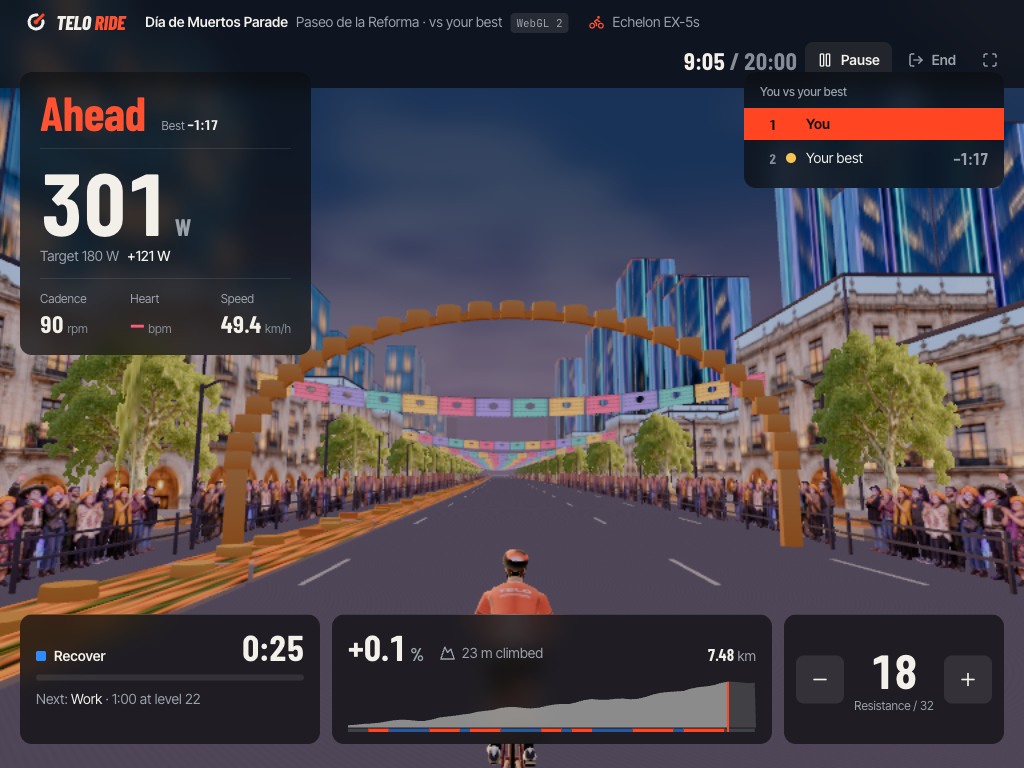 TELO RIDE Día de Muertos Parade Paseo de la Reforma · vs your best WebGL 2 Echelon EX-5s
9:05 / 20:00 Pause End
Ahead Best −1:17
301 W
Target 180 W +121 W
Cadence Heart Speed
90 rpm – bpm 49.4 km/h
You vs your best
1 You
2 Your best −1:17
TELO
Recover 0:25
Next: Work · 1:00 at level 22
+0.1 % 23 m climbed 7.48 km
− 18 +
Resistance / 32